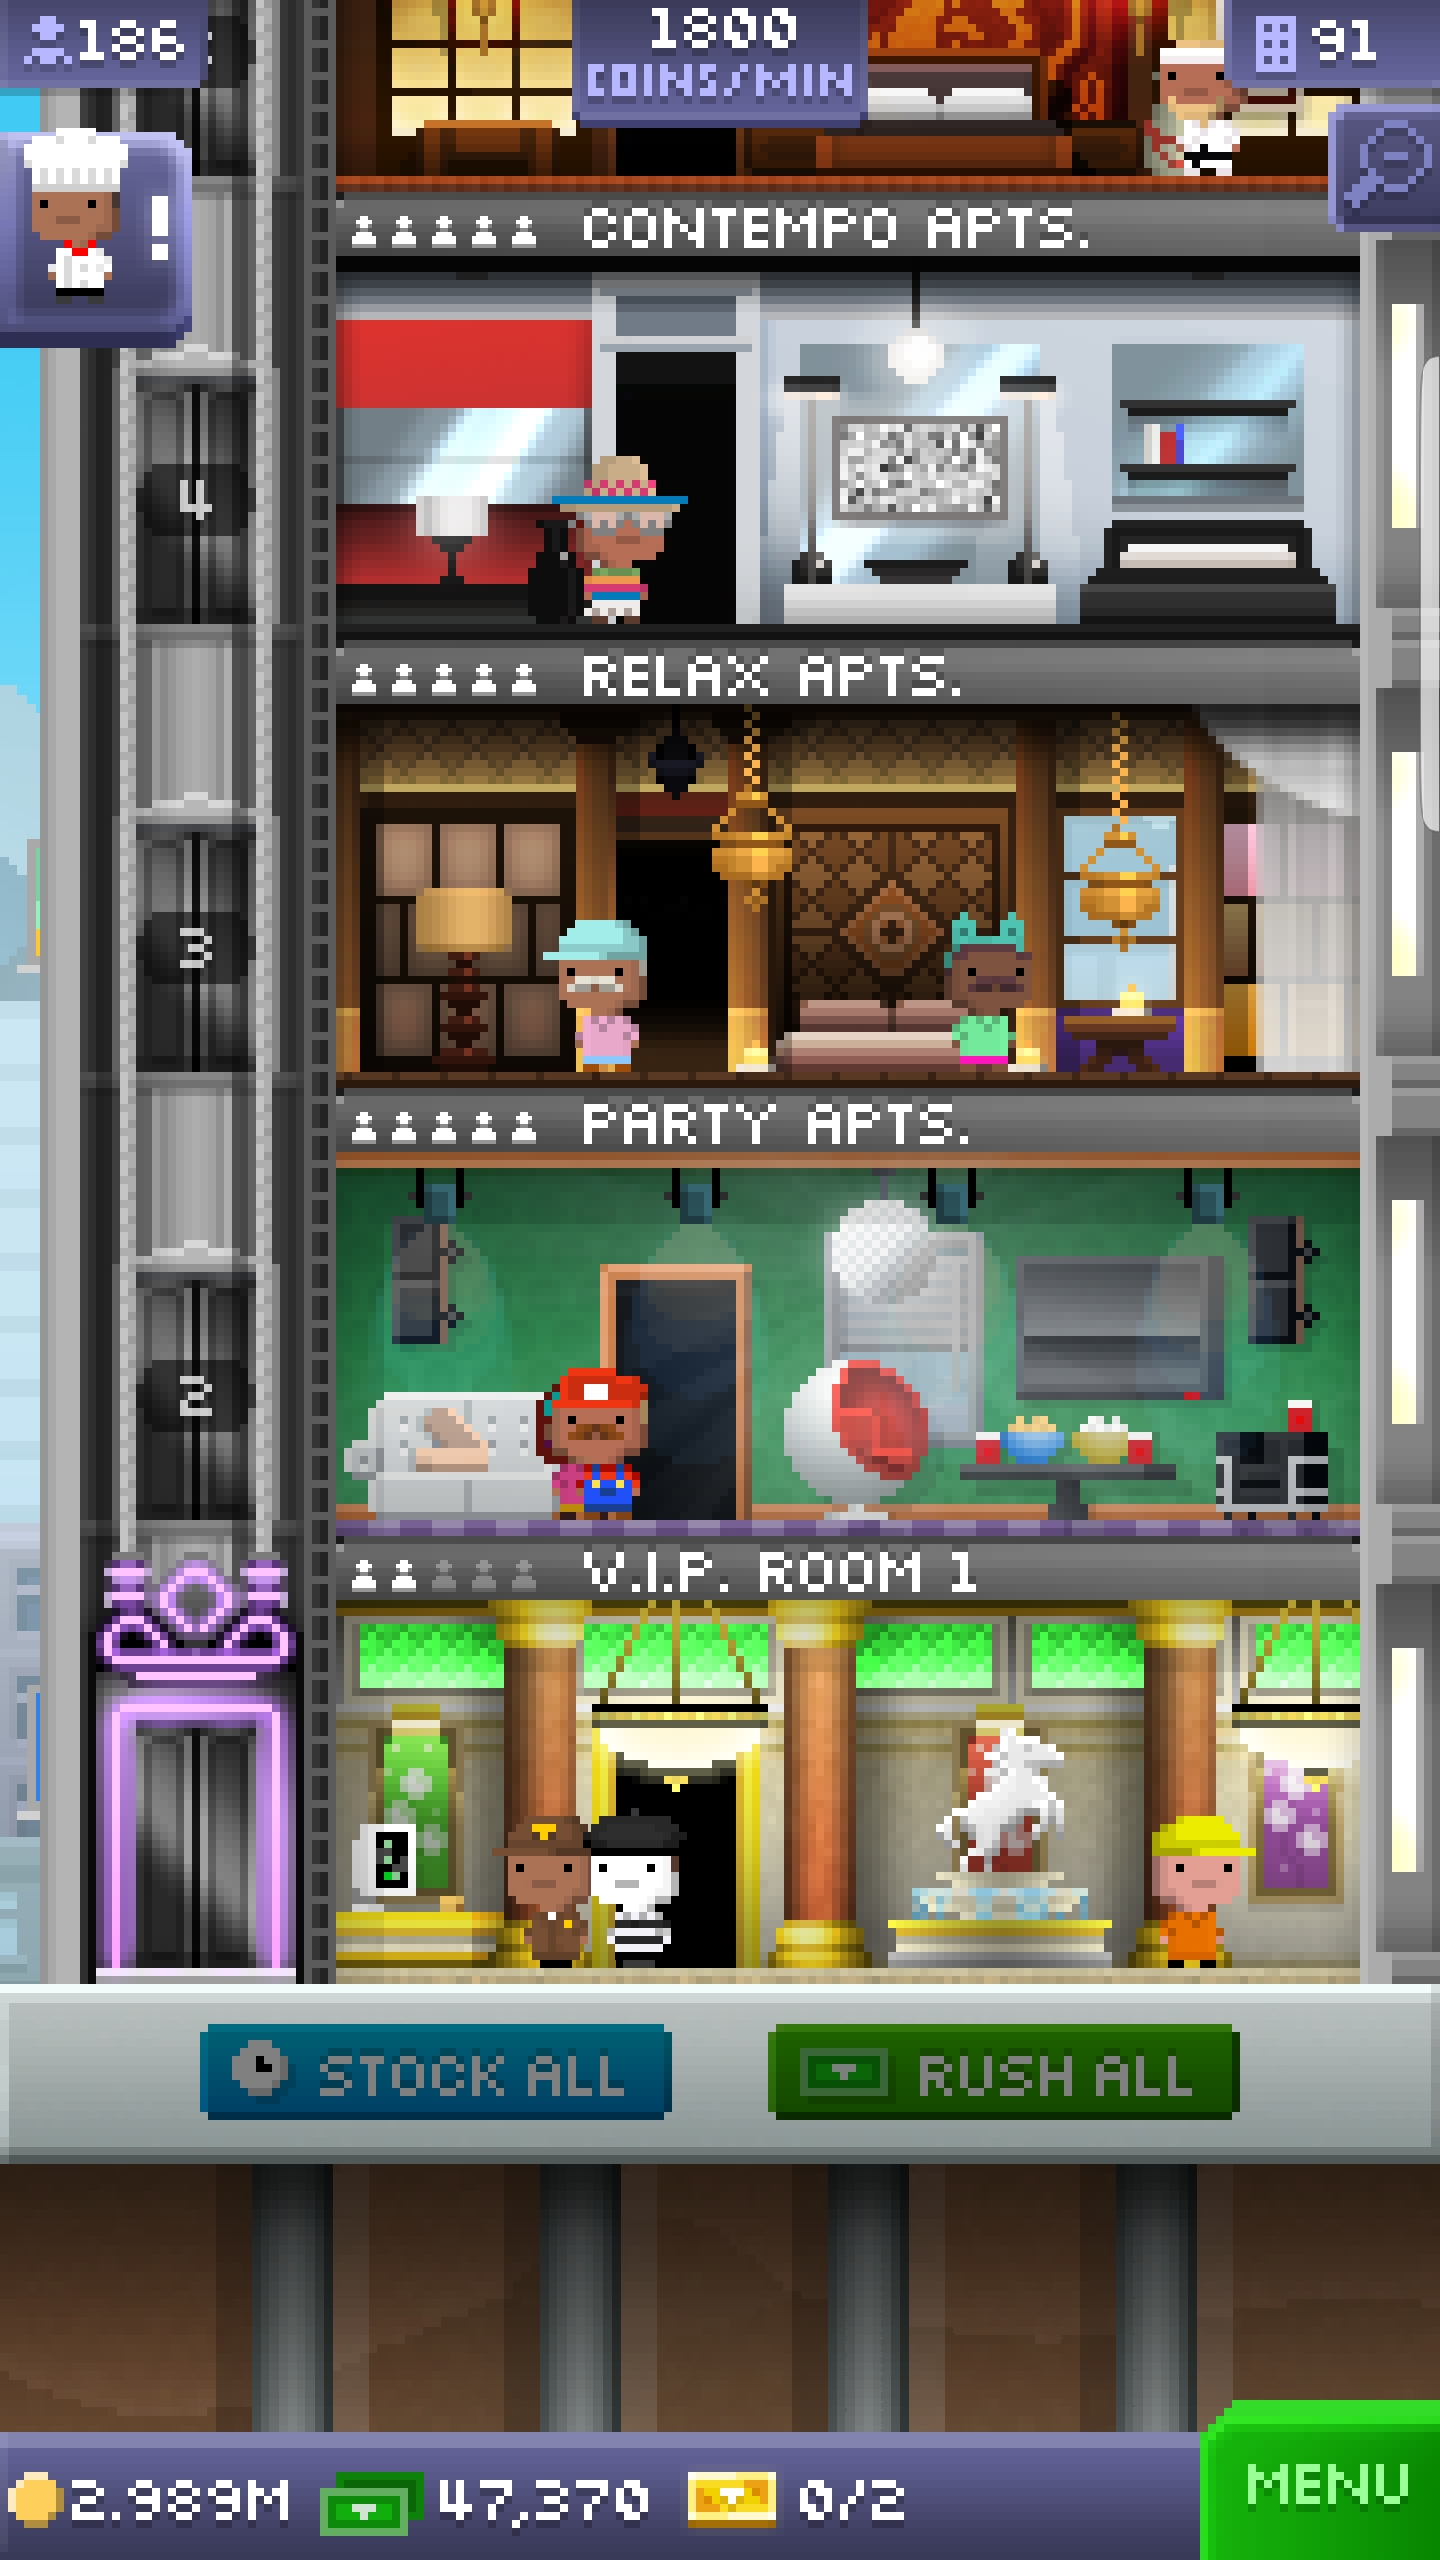 186
1800
COINS/MIN
91
!
CONTEMPO APTS.
4
RELAX APTS.
3
PARTY APTS.
2
V.I.P. ROOM 1
STOCK ALL
RUSH ALL
2.989M
47,370
0/2
MENU